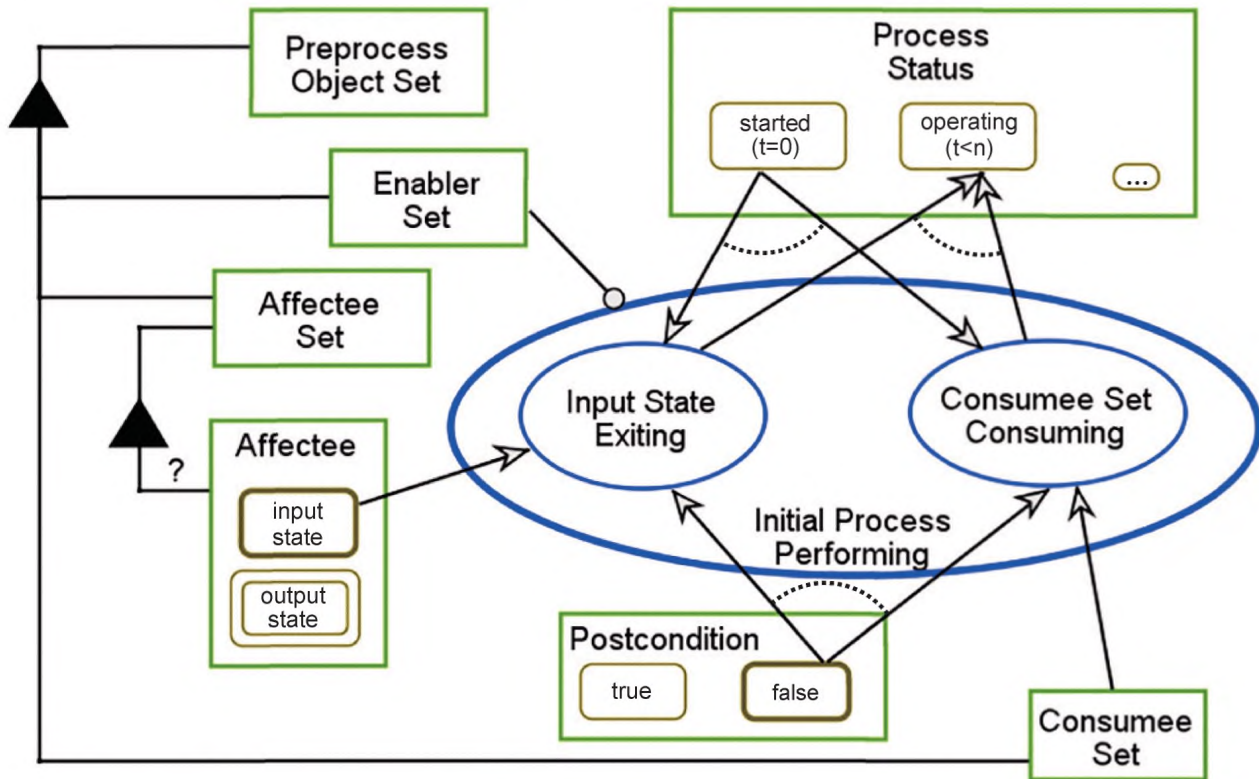 Preprocess
Object Set
Process
Status
started
(t=0)
operating
(t<n)
...
Enabler
Set
Affectee
Set
Input State
Exiting
Consumee Set
Consuming
?
Affectee
input
state
output
state
Initial Process
Performing
Postcondition
true
false
Consumee
Set